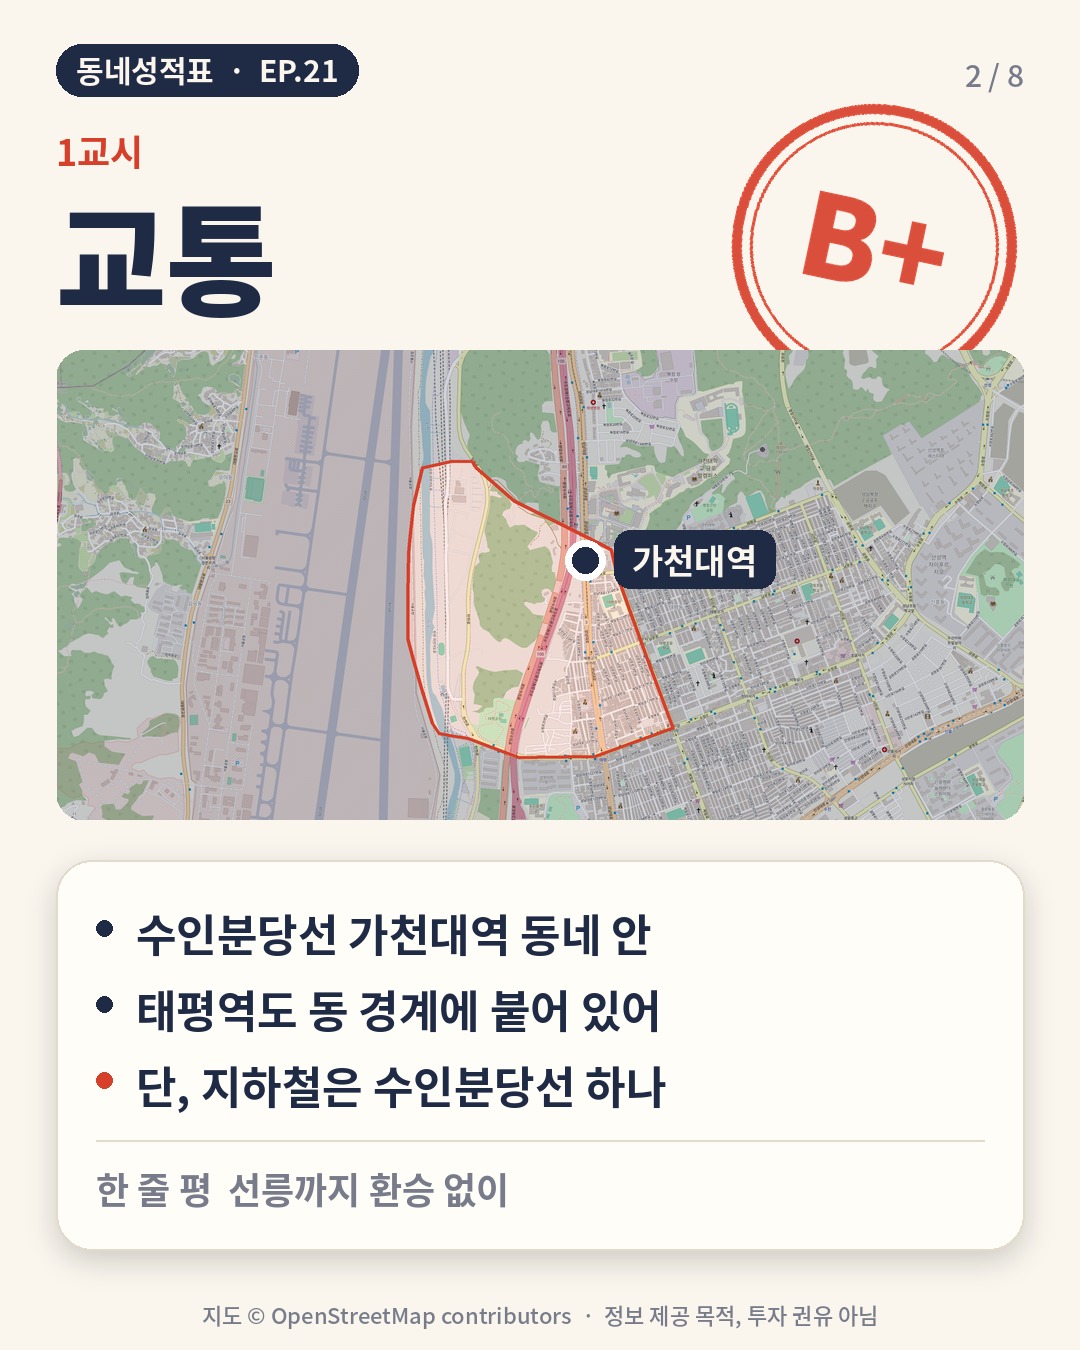 동네성적표 · EP.21
2 / 8
1교시
교통
B+
가천대역
수인분당선 가천대역 동네 안
태평역도 동 경계에 붙어 있어
단, 지하철은 수인분당선 하나
한 줄 평 선릉까지 환승 없이
지도 © OpenStreetMap contributors · 정보 제공 목적, 투자 권유 아님